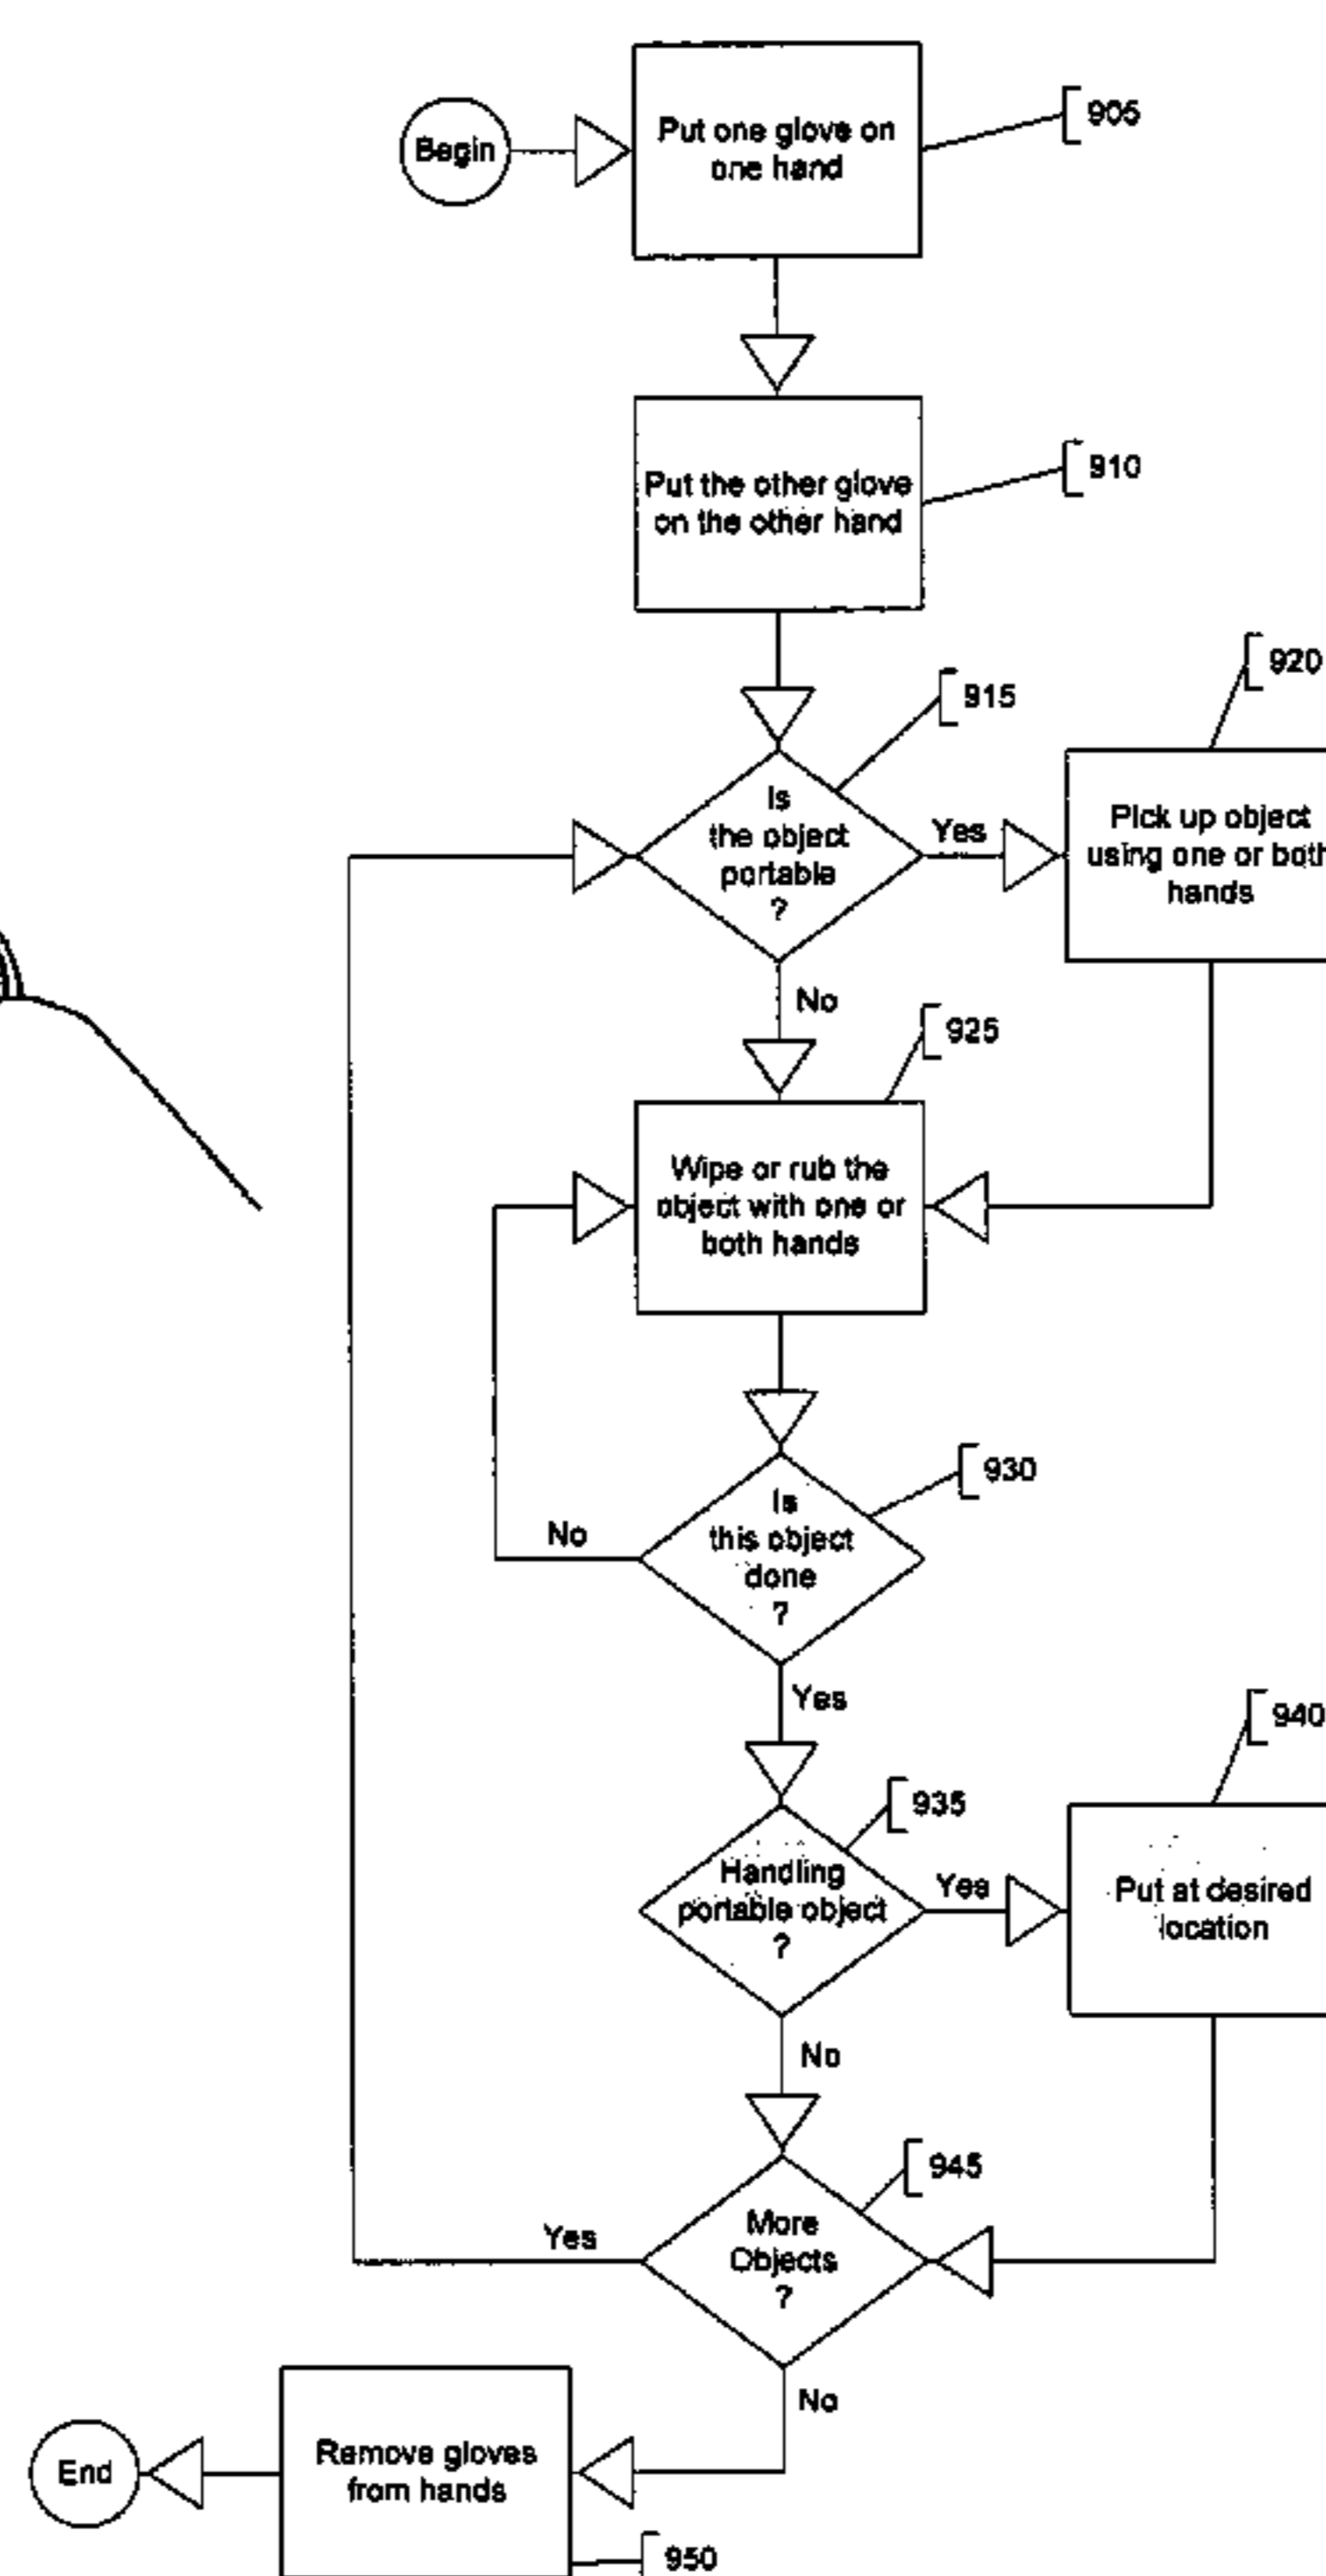 Begin
Put one glove on
one hand
905
Put the other glove
on the other hand
910
Is
the object
portable
?
915
Yes
Pick up object
using one or both
hands
920
No
Wipe or rub the
object with one or
both hands
925
Is
this object
done
?
930
No
Yes
Handling
portable object
?
935
Yes
Put at desired
location
940
No
More
Objects
?
945
Yes
No
Remove gloves
from hands
950
End